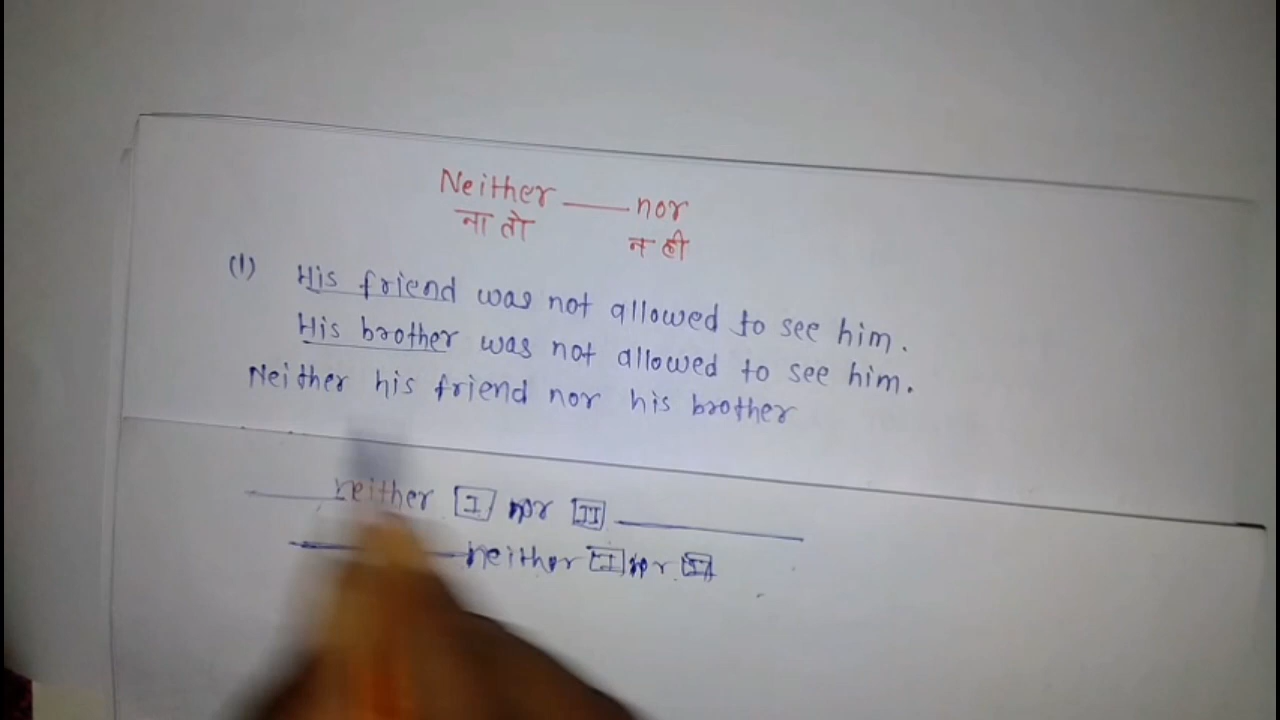 Neither — nor
ना तो न ही
(1) His friend was not allowed to see him.
His brother was not allowed to see him.
Neither his friend nor his brother
neither I nor II
neither I nor II